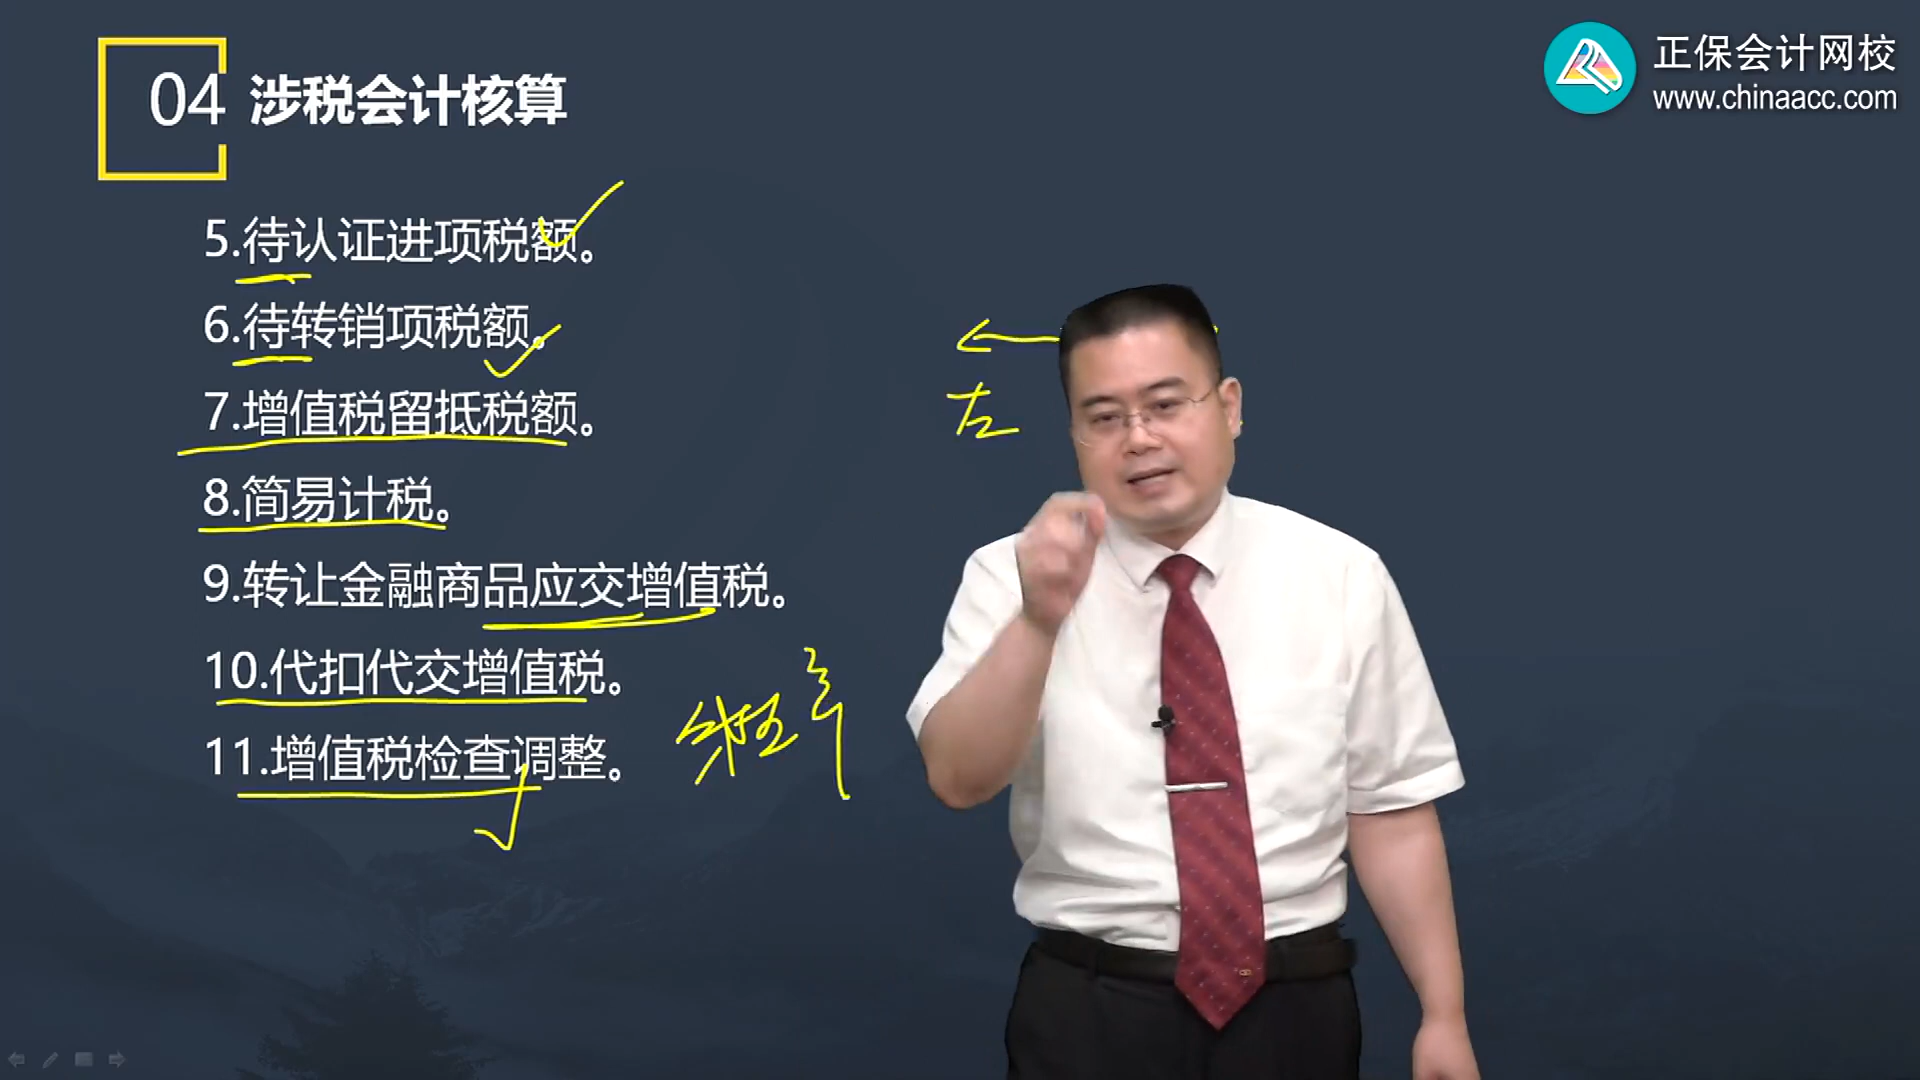 正保会计网校
www.chinaacc.com
04 涉税会计核算
5.待认证进项税额。
6.待转销项税额。
7.增值税留抵税额。
8.简易计税。
9.转让金融商品应交增值税。
10.代扣代交增值税。
11.增值税检查调整。
左